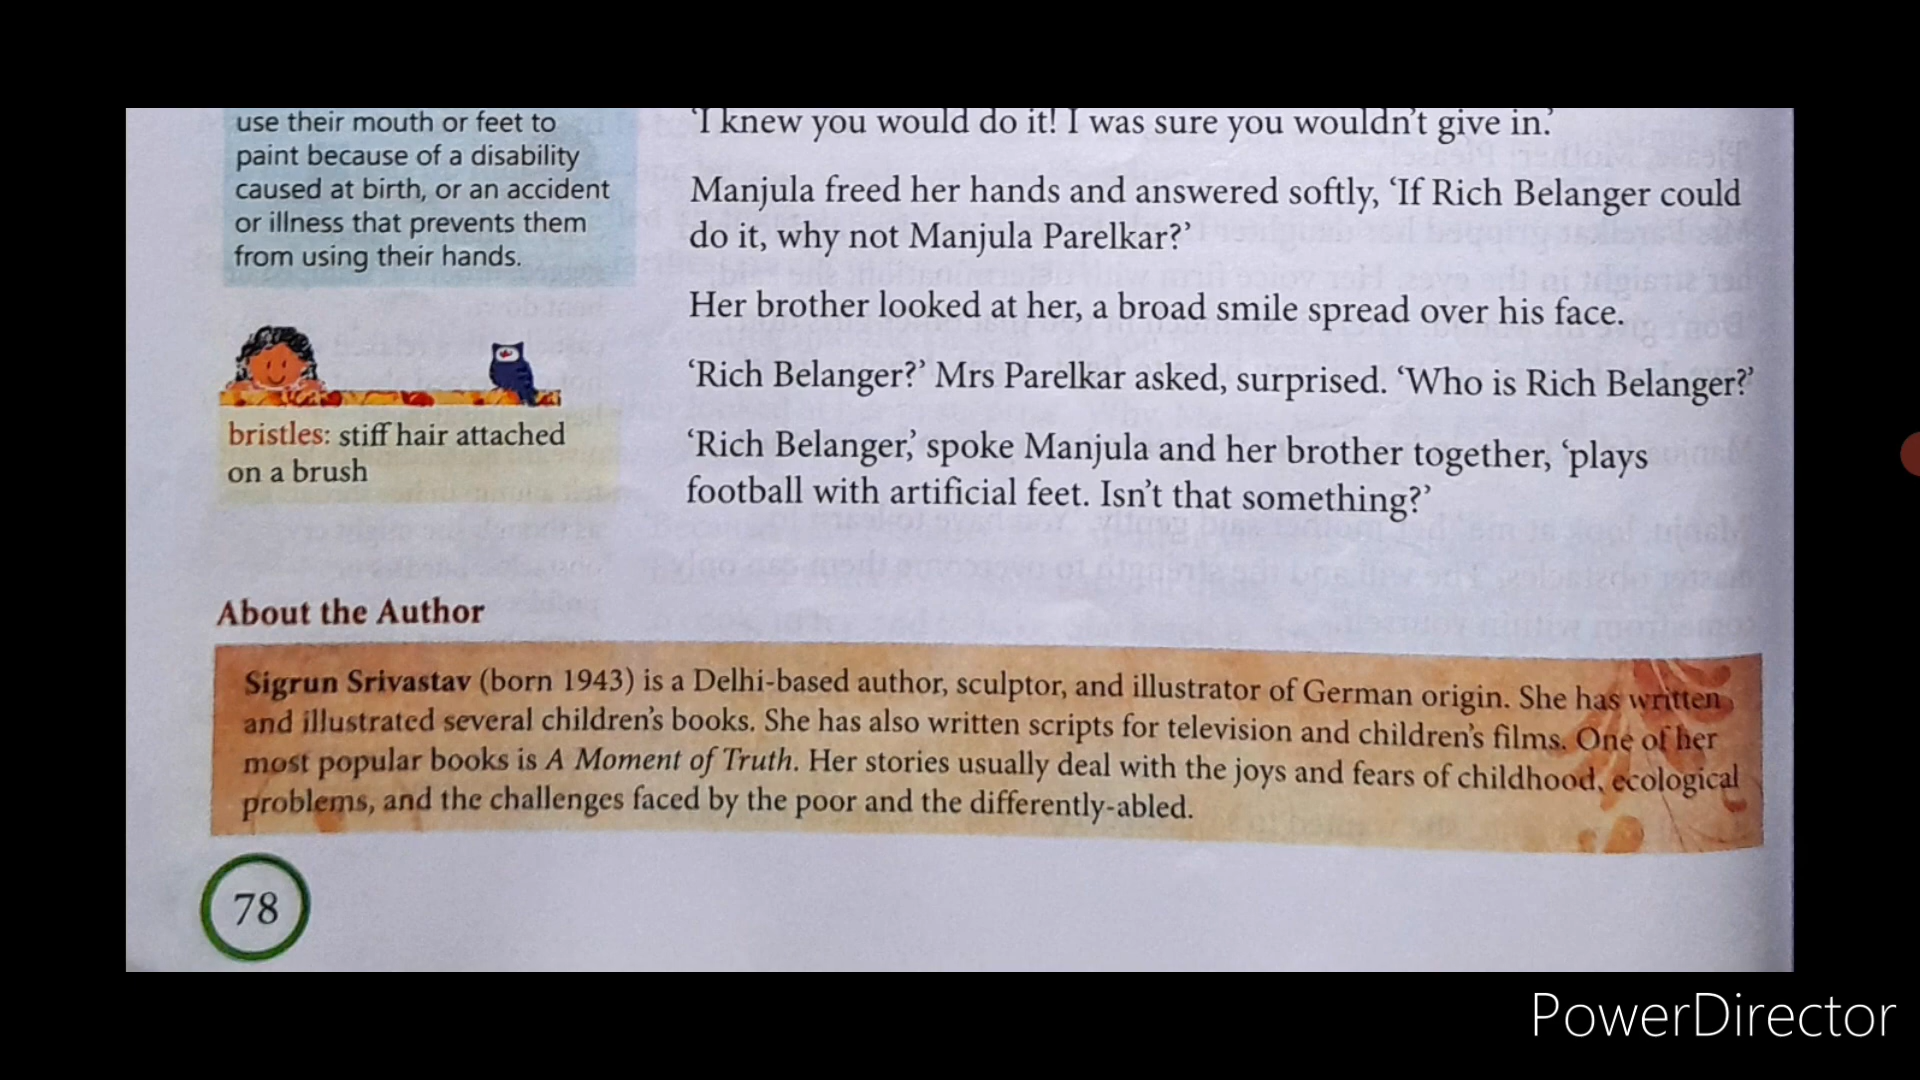 use their mouth or feet to
paint because of a disability
caused at birth, or an accident
or illness that prevents them
from using their hands.
bristles: stiff hair attached
on a brush
‘I knew you would do it! I was sure you wouldn’t give in.’
Manjula freed her hands and answered softly, ‘If Rich Belanger could
do it, why not Manjula Parelkar?’
Her brother looked at her, a broad smile spread over his face.
‘Rich Belanger?’ Mrs Parelkar asked, surprised. ‘Who is Rich Belanger?’
‘Rich Belanger,’ spoke Manjula and her brother together, ‘plays
football with artificial feet. Isn’t that something?’
About the Author
Sigrun Srivastav (born 1943) is a Delhi-based author, sculptor, and illustrator of German origin. She has written
and illustrated several children’s books. She has also written scripts for television and children’s films. One of her
most popular books is A Moment of Truth. Her stories usually deal with the joys and fears of childhood, ecological
problems, and the challenges faced by the poor and the differently-abled.
78
PowerDirector